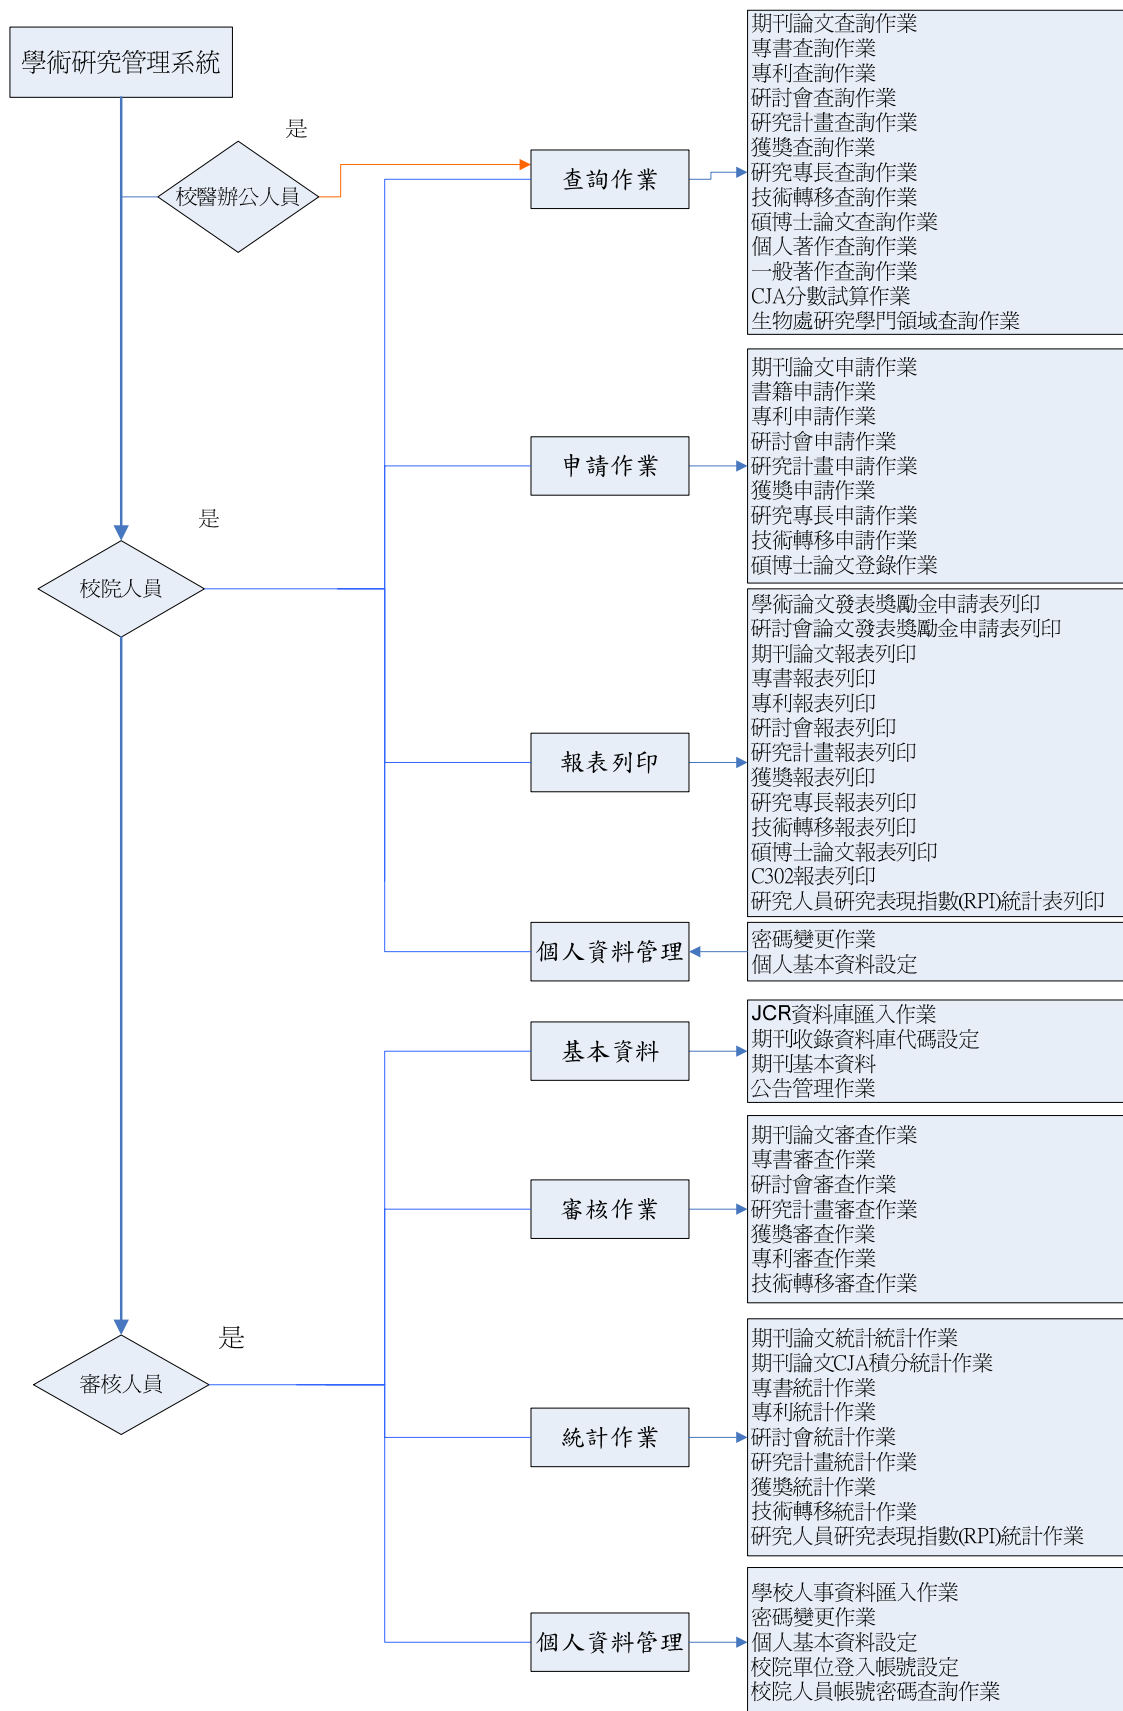 學術研究管理系統
是
校醫辦公人員
查詢作業
期刊論文查詢作業
專書查詢作業
專利查詢作業
研討會查詢作業
研究計畫查詢作業
獲獎查詢作業
研究專長查詢作業
技術轉移查詢作業
碩博士論文查詢作業
個人著作查詢作業
一般著作查詢作業
CJA分數試算作業
生物處研究學門領域查詢作業
申請作業
期刊論文申請作業
書籍申請作業
專利申請作業
研討會申請作業
研究計畫申請作業
獲獎申請作業
研究專長申請作業
技術轉移申請作業
碩博士論文登錄作業
是
校院人員
報表列印
學術論文發表獎勵金申請表列印
研討會論文發表獎勵金申請表列印
期刊論文報表列印
專書報表列印
專利報表列印
研討會報表列印
研究計畫報表列印
獲獎報表列印
研究專長報表列印
技術轉移報表列印
碩博士論文報表列印
C302報表列印
研究人員研究表現指數(RPI)統計表列印
個人資料管理
密碼變更作業
個人基本資料設定
基本資料
JCR資料庫匯入作業
期刊收錄資料庫代碼設定
期刊基本資料
公告管理作業
審核作業
期刊論文審查作業
專書審查作業
研討會審查作業
研究計畫審查作業
獲獎審查作業
專利審查作業
技術轉移審查作業
是
審核人員
統計作業
期刊論文統計統計作業
期刊論文CJA積分統計作業
專書統計作業
專利統計作業
研討會統計作業
研究計畫統計作業
獲獎統計作業
技術轉移統計作業
研究人員研究表現指數(RPI)統計作業
個人資料管理
學校人事資料匯入作業
密碼變更作業
個人基本資料設定
校院單位登入帳號設定
校院人員帳號密碼查詢作業